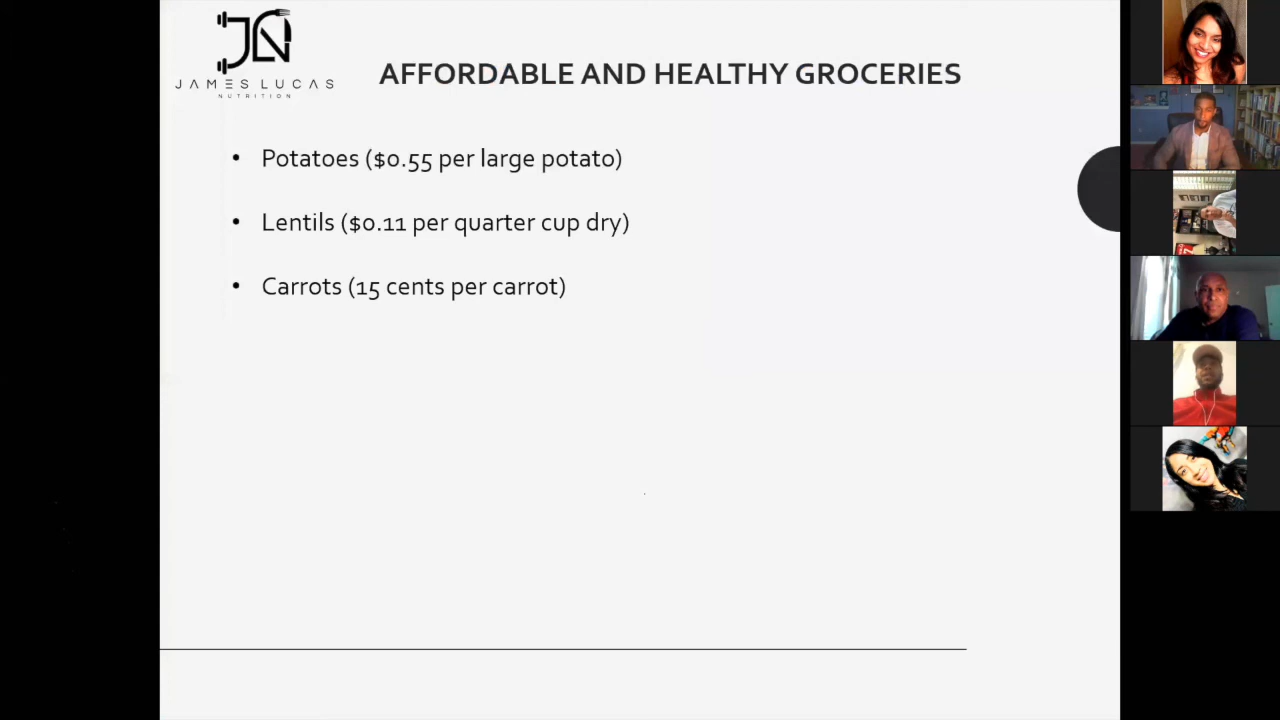 JN
JAMES LUCAS
NUTRITION
AFFORDABLE AND HEALTHY GROCERIES
• Potatoes ($0.55 per large potato)
• Lentils ($0.11 per quarter cup dry)
• Carrots (15 cents per carrot)